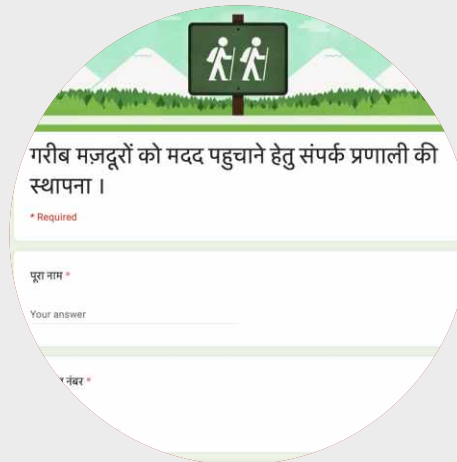 गरीब मज़दूरों को मदद पहुचाने हेतु संपर्क प्रणाली की
स्थापना ।
* Required
पूरा नाम *
Your answer
नंबर *